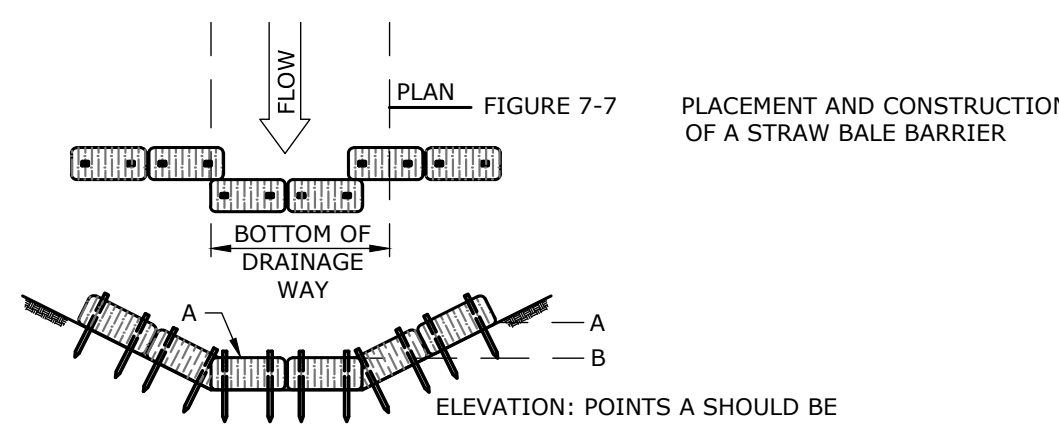 FLOW
PLAN
FIGURE 7-7
PLACEMENT AND CONSTRUCTION
OF A STRAW BALE BARRIER
BOTTOM OF
DRAINAGE
WAY
A
A
B
ELEVATION: POINTS A SHOULD BE